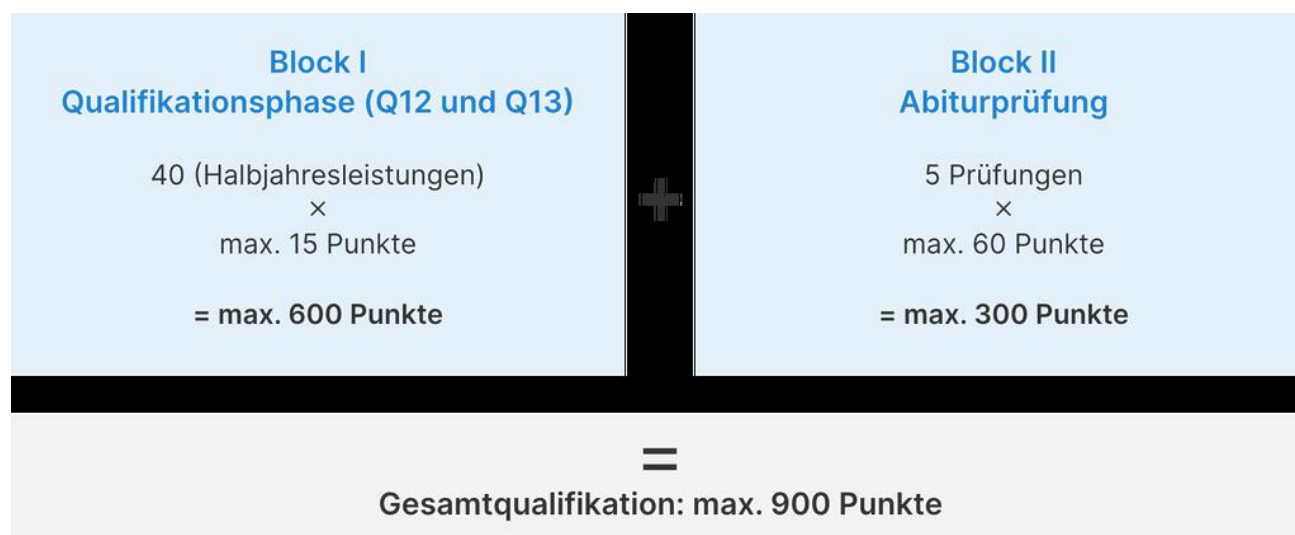 Block I
Qualifikationsphase (Q12 und Q13)
40 (Halbjahresleistungen)
×
max. 15 Punkte
= max. 600 Punkte
+
Block II
Abiturprüfung
5 Prüfungen
×
max. 60 Punkte
= max. 300 Punkte
=
Gesamtqualifikation: max. 900 Punkte